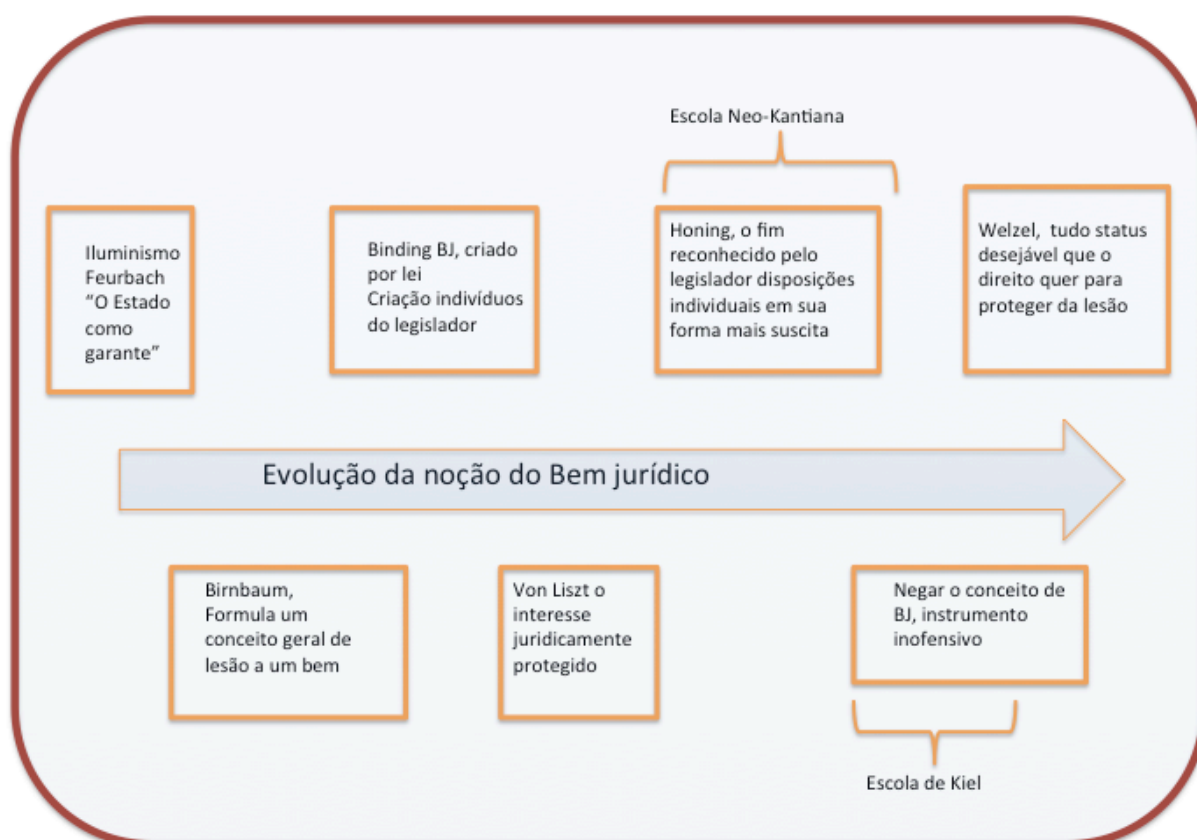 Escola Neo-Kantiana
Iluminismo
Feurbach
“O Estado
como
garante”
Binding BJ, criado
por lei
Criação indivíduos
do legislador
Honing, o fim
reconhecido pelo
legislador disposições
individuais em sua
forma mais suscita
Welzel, tudo status
desejável que o
direito quer para
proteger da lesão
Evolução da noção do Bem jurídico
Birnbaum,
Formula um
conceito geral de
lesão a um bem
Von Liszt o
interesse
juridicamente
protegido
Negar o conceito de
BJ, instrumento
inofensivo
Escola de Kiel